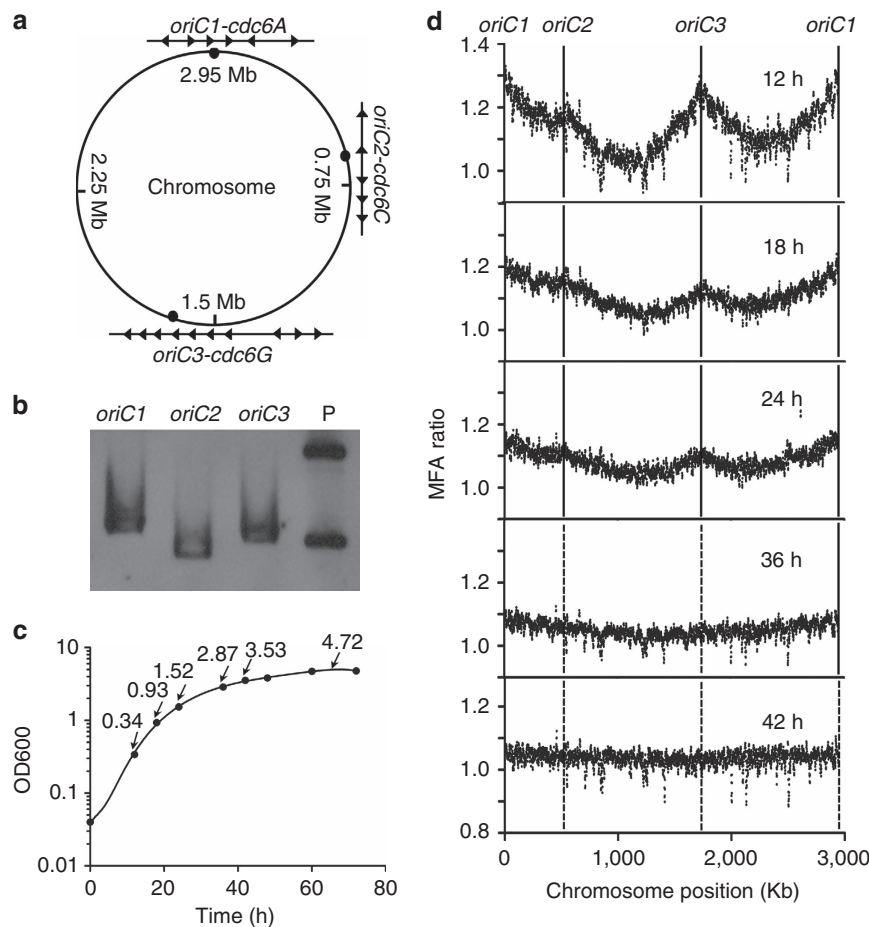 a
oriC1-cdc6A
2.95 Mb
oriC2-cdc6C
0.75 Mb
2.25 Mb
Chromosome
1.5 Mb
oriC3-cdc6G
b
oriC1 oriC2 oriC3 P
c
10
1
0.1
0.01
OD600
0.34
0.93
1.52
2.87
3.53
4.72
0 20 40 60 80
Time (h)
d
oriC1 oriC2 oriC3 oriC1
1.4
1.2
1.0
12 h
1.2
1.0
18 h
1.2
1.0
24 h
1.2
1.0
36 h
1.2
1.0
0.8
42 h
MFA ratio
0 1,000 2,000 3,000
Chromosome position (Kb)